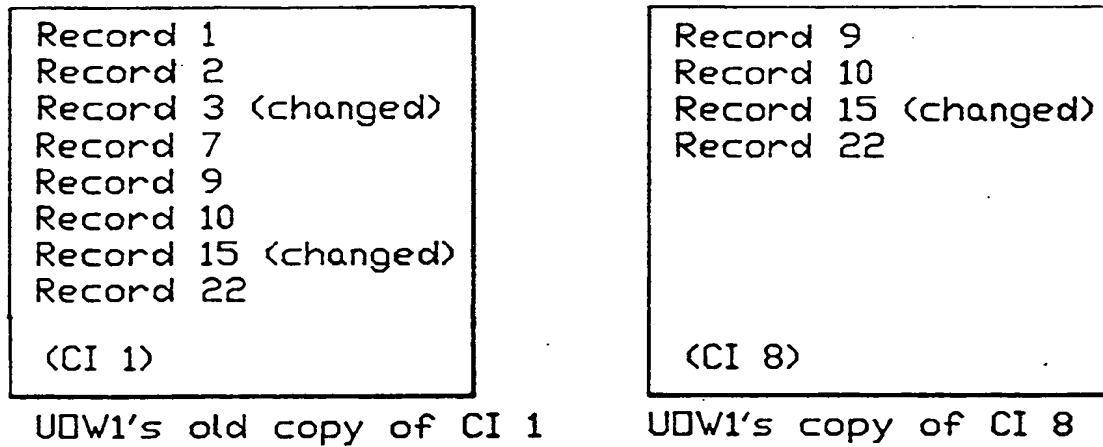 Record 1
Record 2
Record 3 (changed)
Record 7
Record 9
Record 10
Record 15 (changed)
Record 22
(CI 1)
UOW1's old copy of CI 1
Record 9
Record 10
Record 15 (changed)
Record 22
(CI 8)
UOW1's copy of CI 8